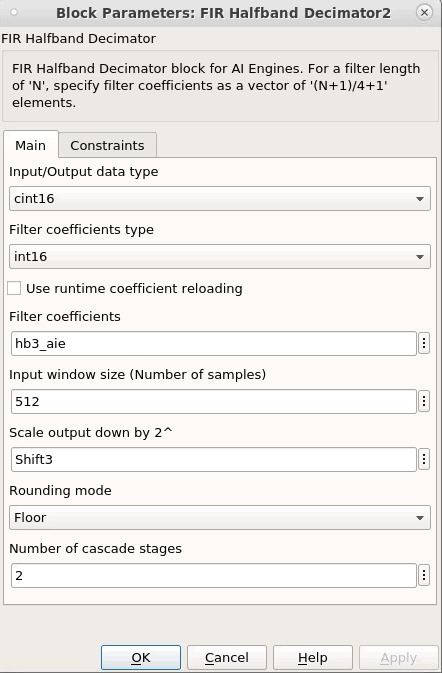 Block Parameters: FIR Halfband Decimator2
FIR Halfband Decimator
FIR Halfband Decimator block for AI Engines. For a filter length
of 'N', specify filter coefficients as a vector of '(N+1)/4+1'
elements.
Main
Constraints
Input/Output data type
cint16
Filter coefficients type
int16
Use runtime coefficient reloading
Filter coefficients
hb3_aie
Input window size (Number of samples)
512
Scale output down by 2^
Shift3
Rounding mode
Floor
Number of cascade stages
2
OK
Cancel
Help
Apply